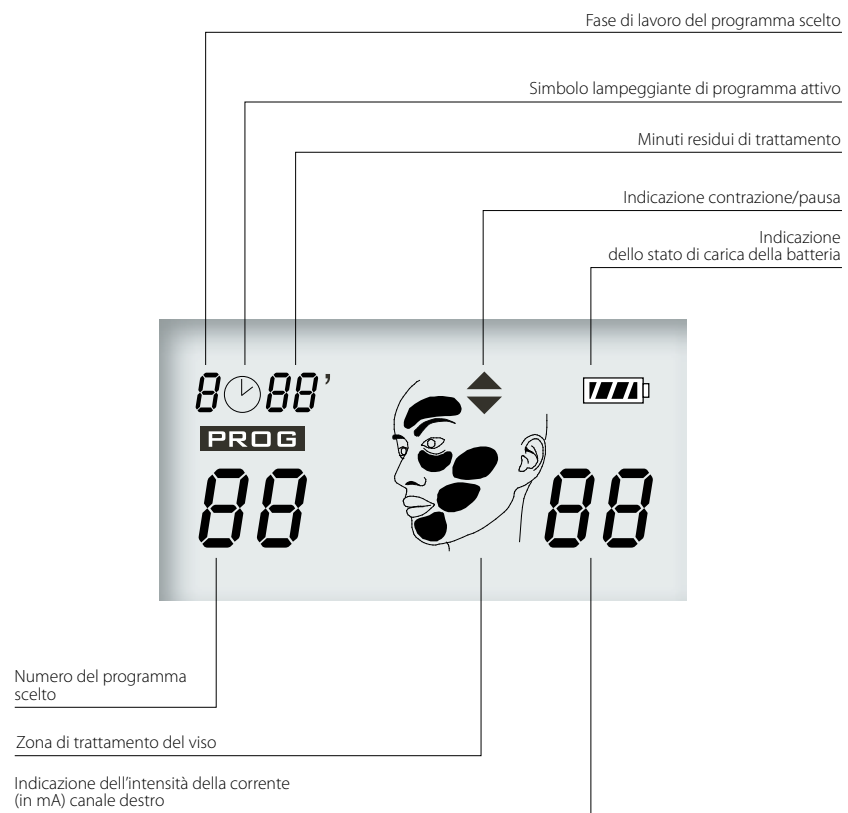 Fase di lavoro del programma scelto
Simbolo lampeggiante di programma attivo
Minuti residui di trattamento
Indicazione contrazione/pausa
Indicazione
dello stato di carica della batteria
8 88’
PROG
88 88
Numero del programma
scelto
Zona di trattamento del viso
Indicazione dell’intensità della corrente
(in mA) canale destro